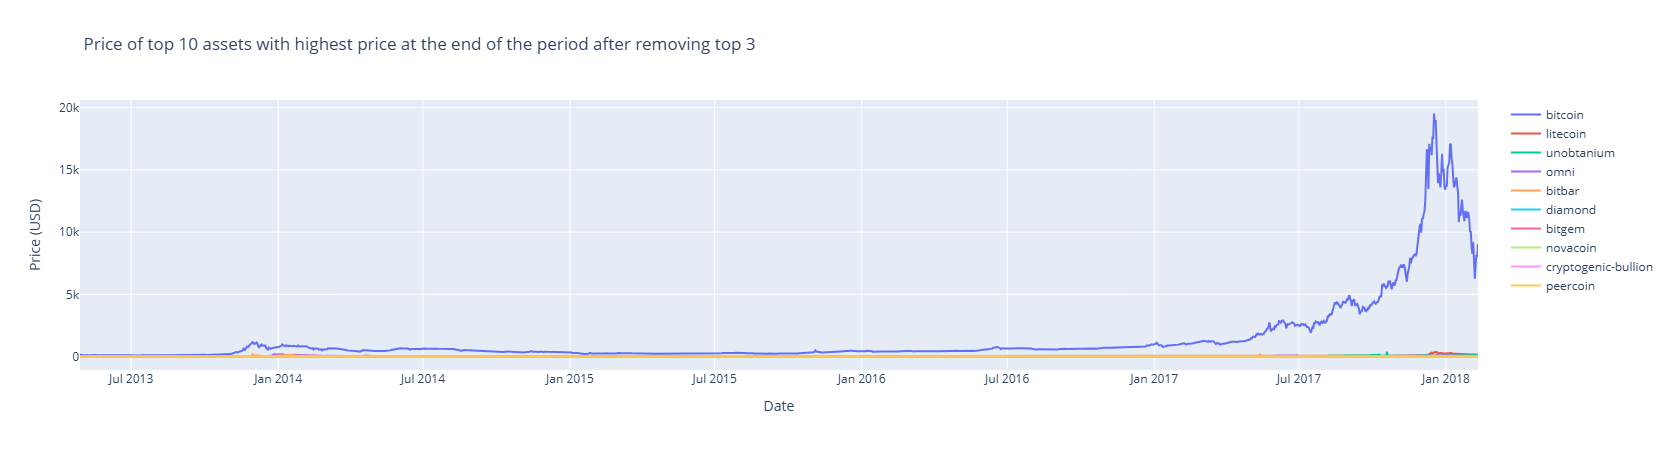 Price of top 10 assets with highest price at the end of the period after removing top 3
20k
15k
10k
5k
0
Price (USD)
Jul 2013
Jan 2014
Jul 2014
Jan 2015
Jul 2015
Jan 2016
Jul 2016
Jan 2017
Jul 2017
Jan 2018
Date
bitcoin
litecoin
unobtanium
omni
bitbar
diamond
bitgem
novacoin
cryptogenic-bullion
peercoin